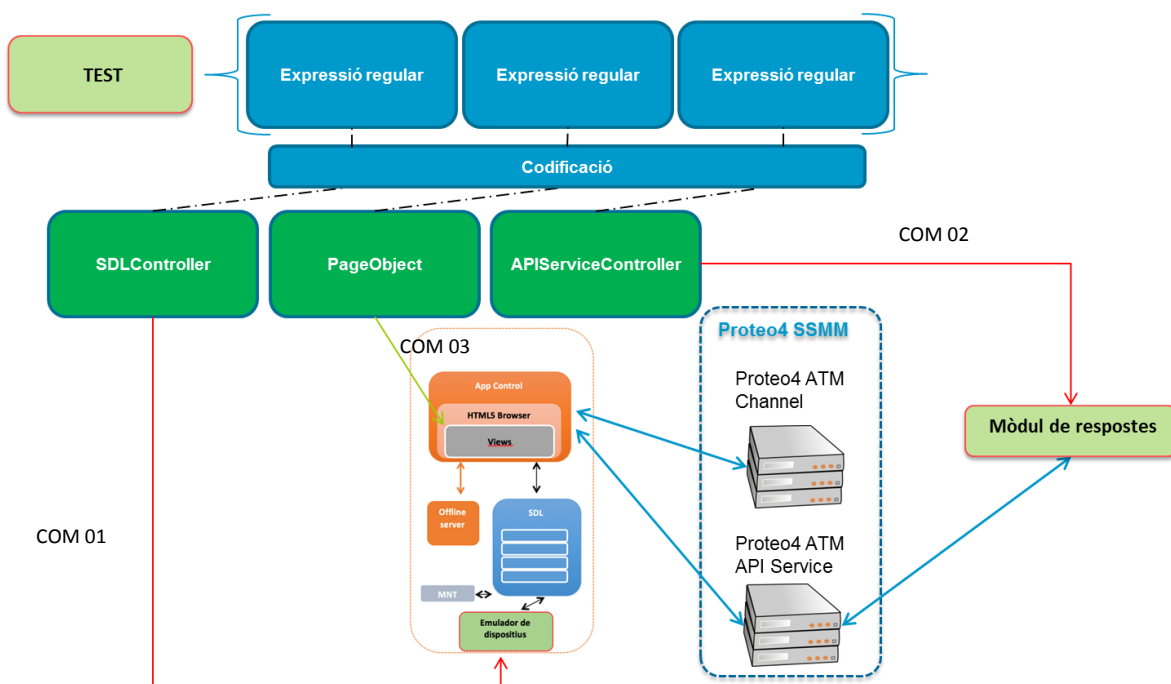 TEST
Expressió regular
Expressió regular
Expressió regular
Codificació
SDLController
PageObject
APIServiceController
COM 02
COM 03
Proteo4 SSMM
App Control
HTML5 Browser
Views
Proteo4 ATM
Channel
Mòdul de respostes
Offline
server
SDL
COM 01
Proteo4 ATM
API Service
MNT
Emulador de
dispositius